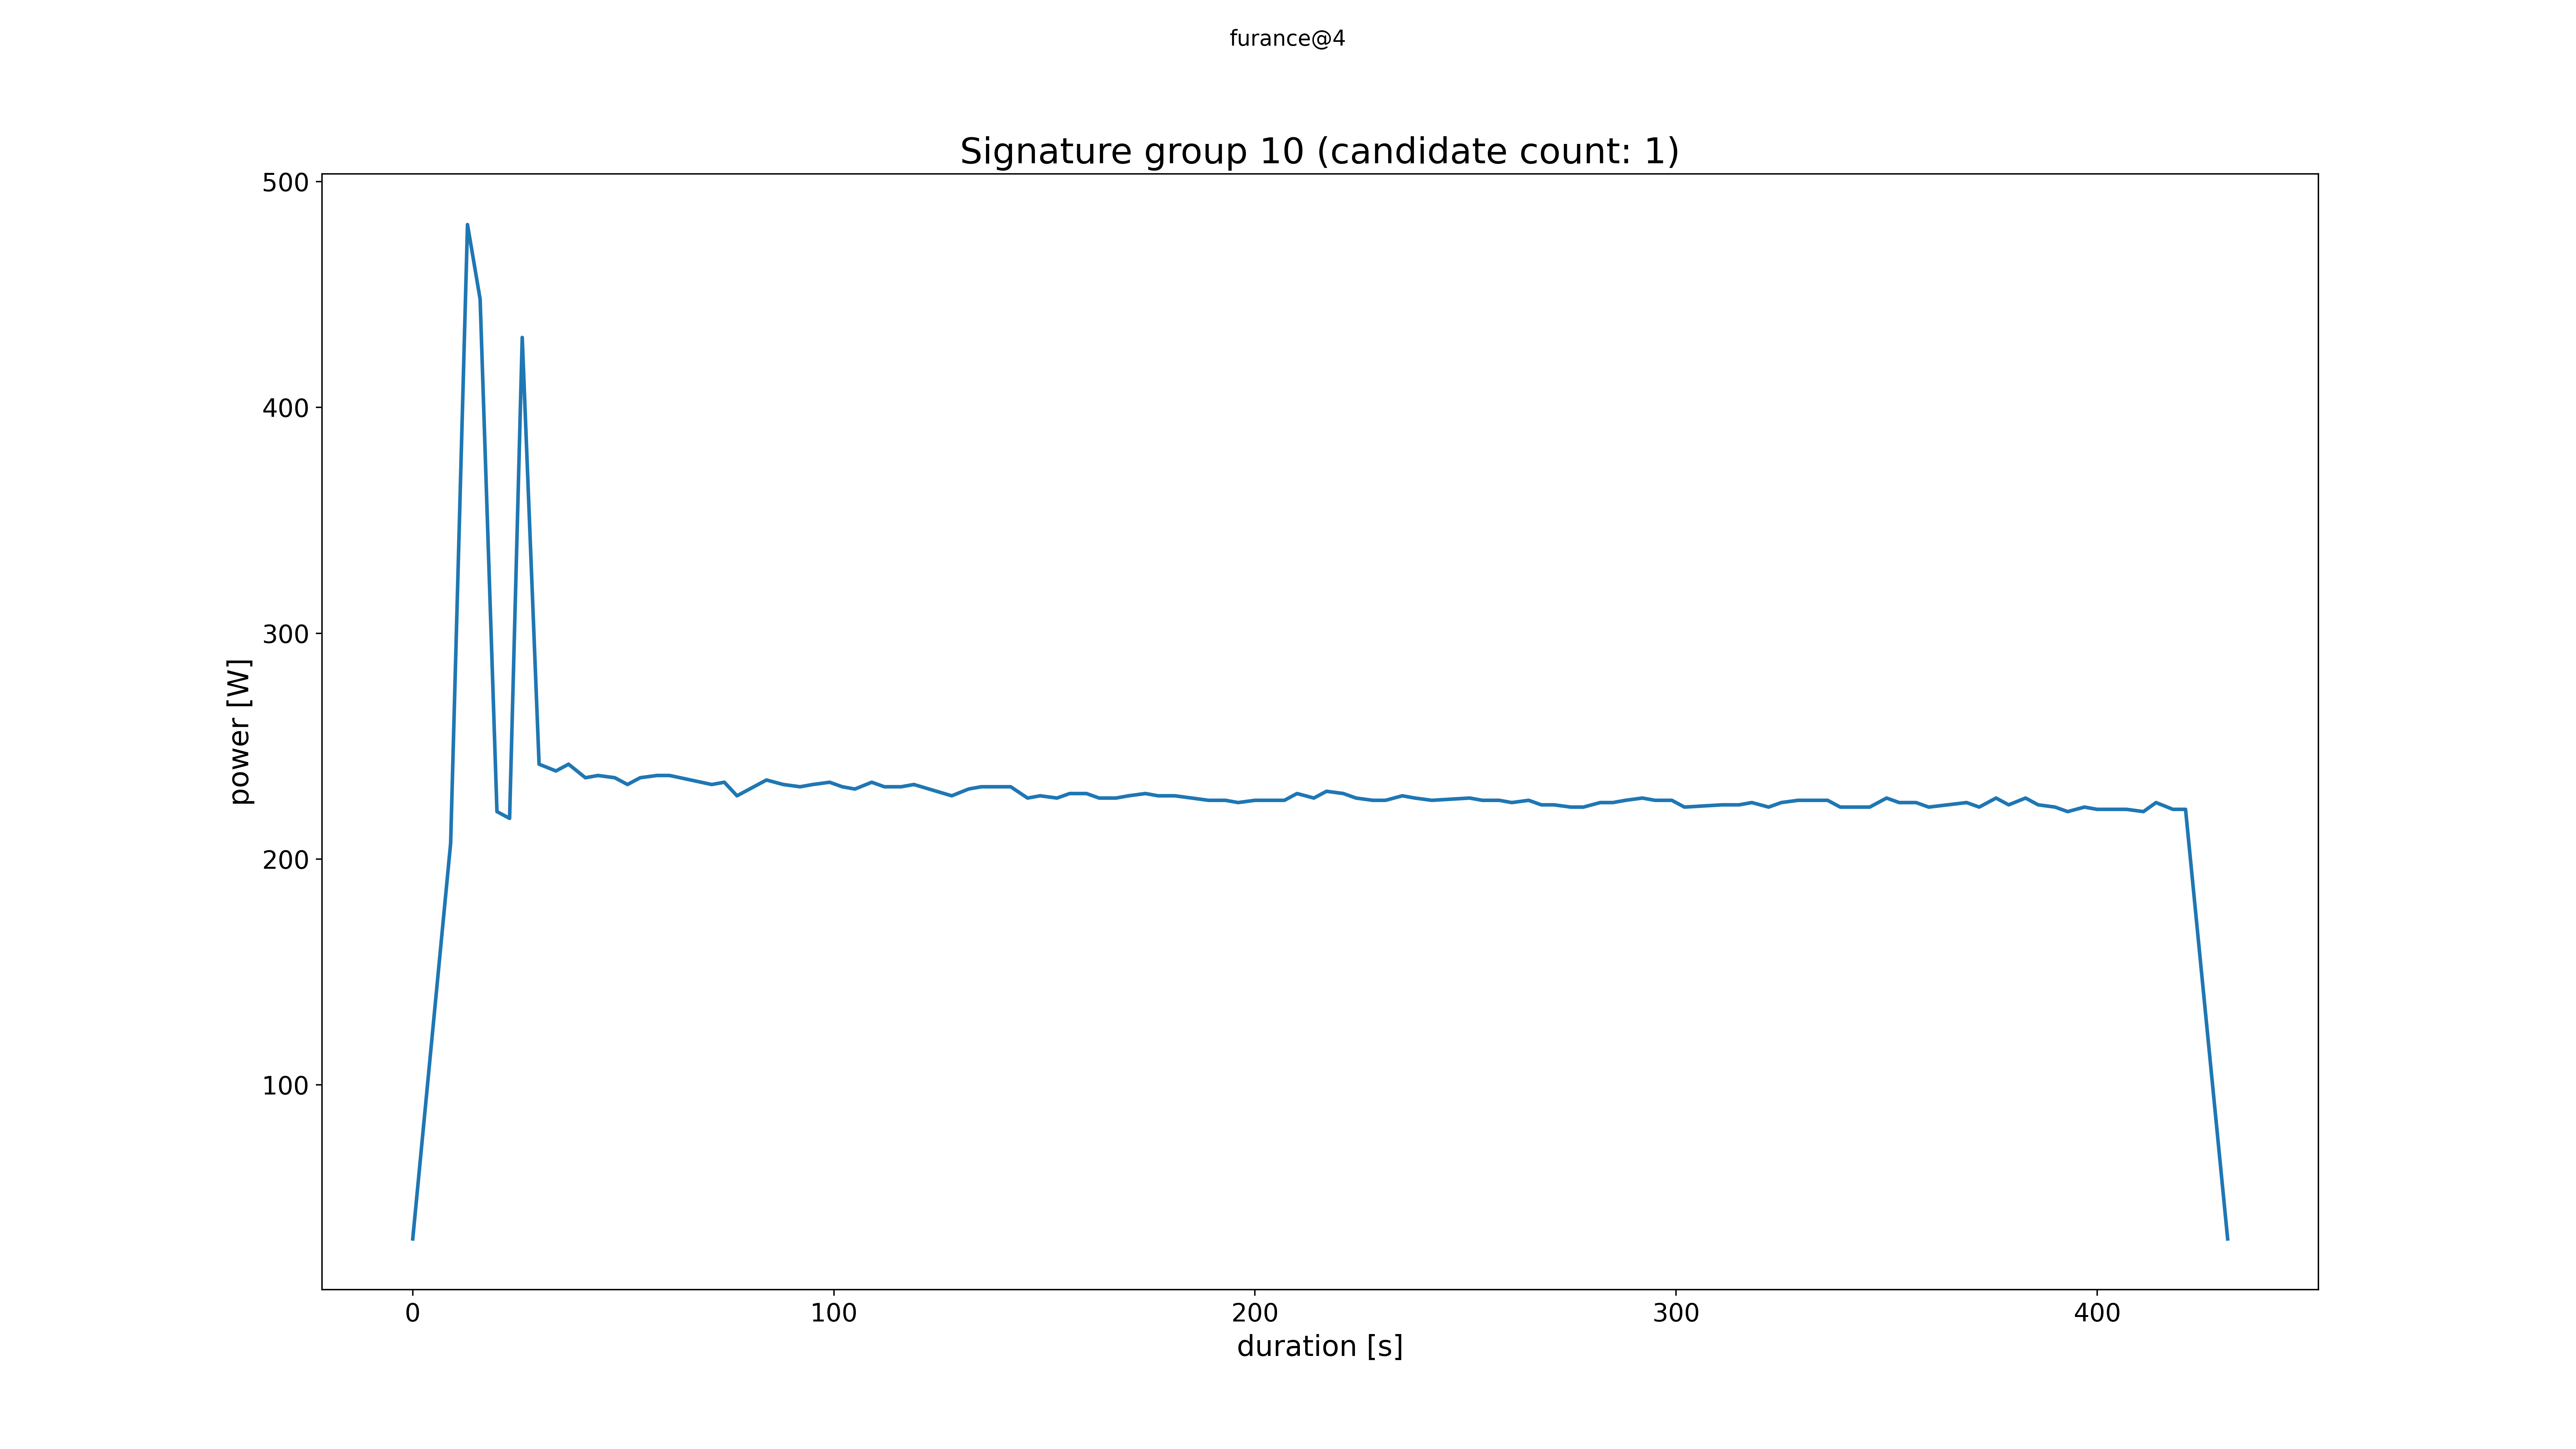 furance@4
Signature group 10 (candidate count: 1)
500
400
300
200
100
power [W]
0 100 200 300 400
duration [s]